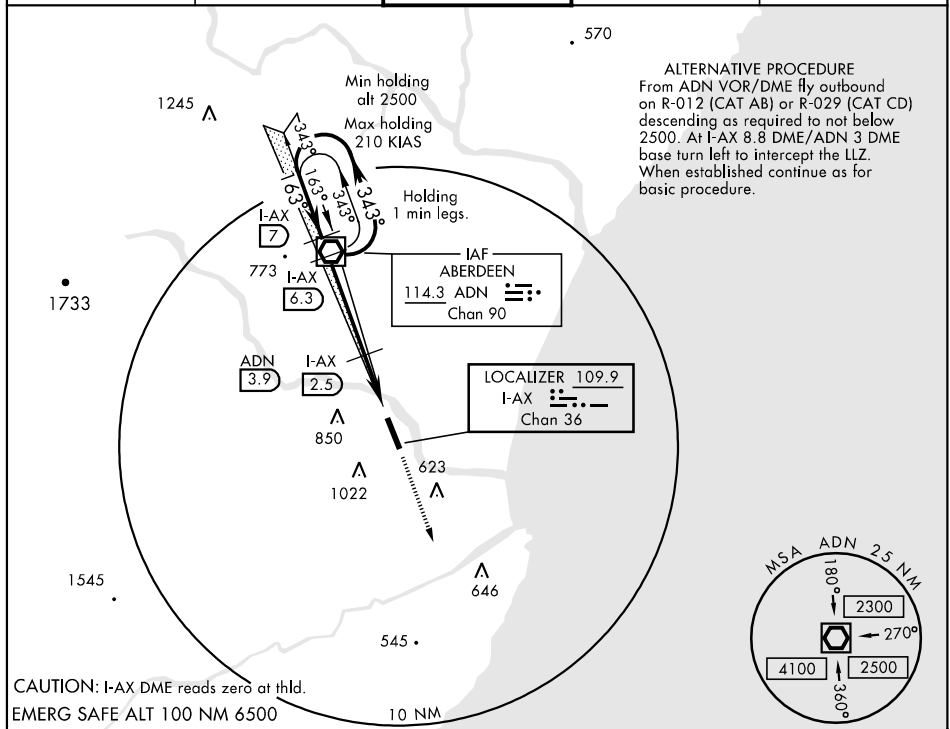 570
ALTERNATIVE PROCEDURE
From ADN VOR/DME fly outbound
on R-012 (CAT AB) or R-029 (CAT CD)
descending as required to not below
2500. At I-AX 8.8 DME/ADN 3 DME
base turn left to intercept the LLZ.
When established continue as for
basic procedure.
Min holding
alt 2500
Max holding
210 KIAS
1245
343°
163°
163°
343°
343°
Holding
1 min legs.
I-AX
7
773
I-AX
6.3
1733
IAF
ABERDEEN
114.3 ADN
Chan 90
ADN
3.9
I-AX
2.5
LOCALIZER 109.9
I-AX
Chan 36
850
1022
623
646
1545
545
MSA ADN 25 NM
180°
2300
270°
4100
2500
360°
CAUTION: I-AX DME reads zero at thld.
EMERG SAFE ALT 100 NM 6500
10 NM